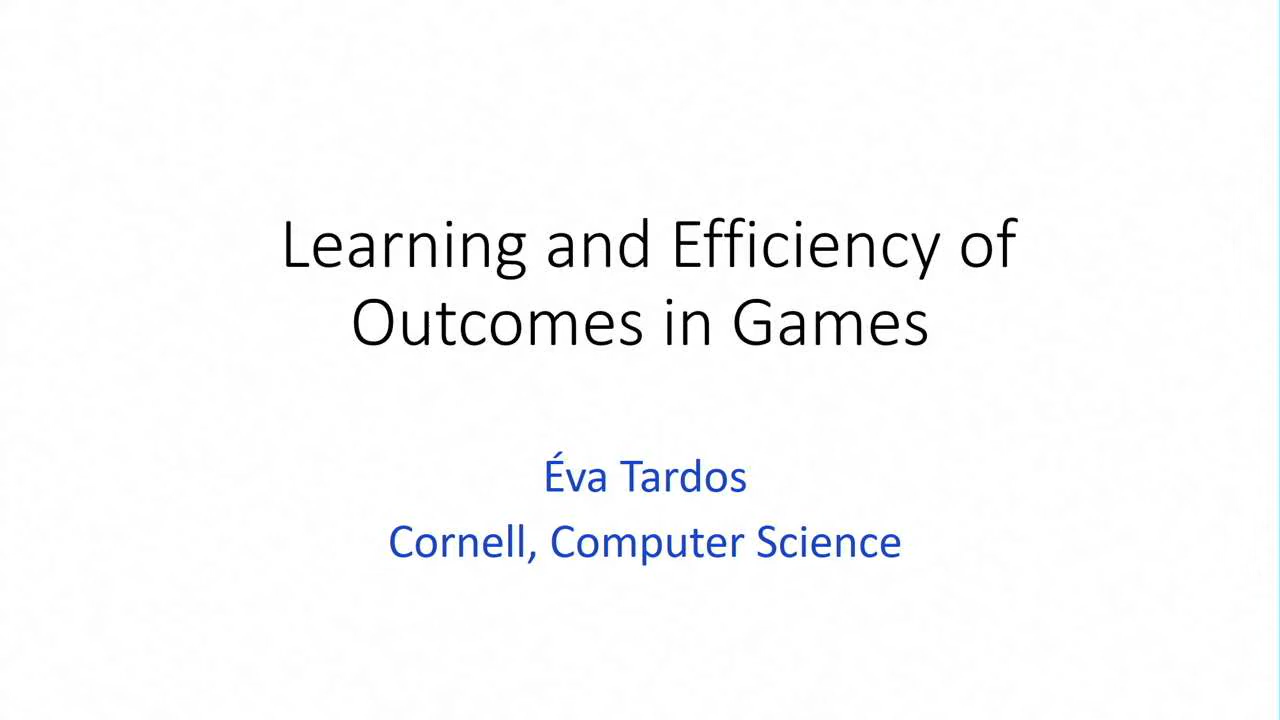 Learning and Efficiency of
Outcomes in Games
Éva Tardos
Cornell, Computer Science